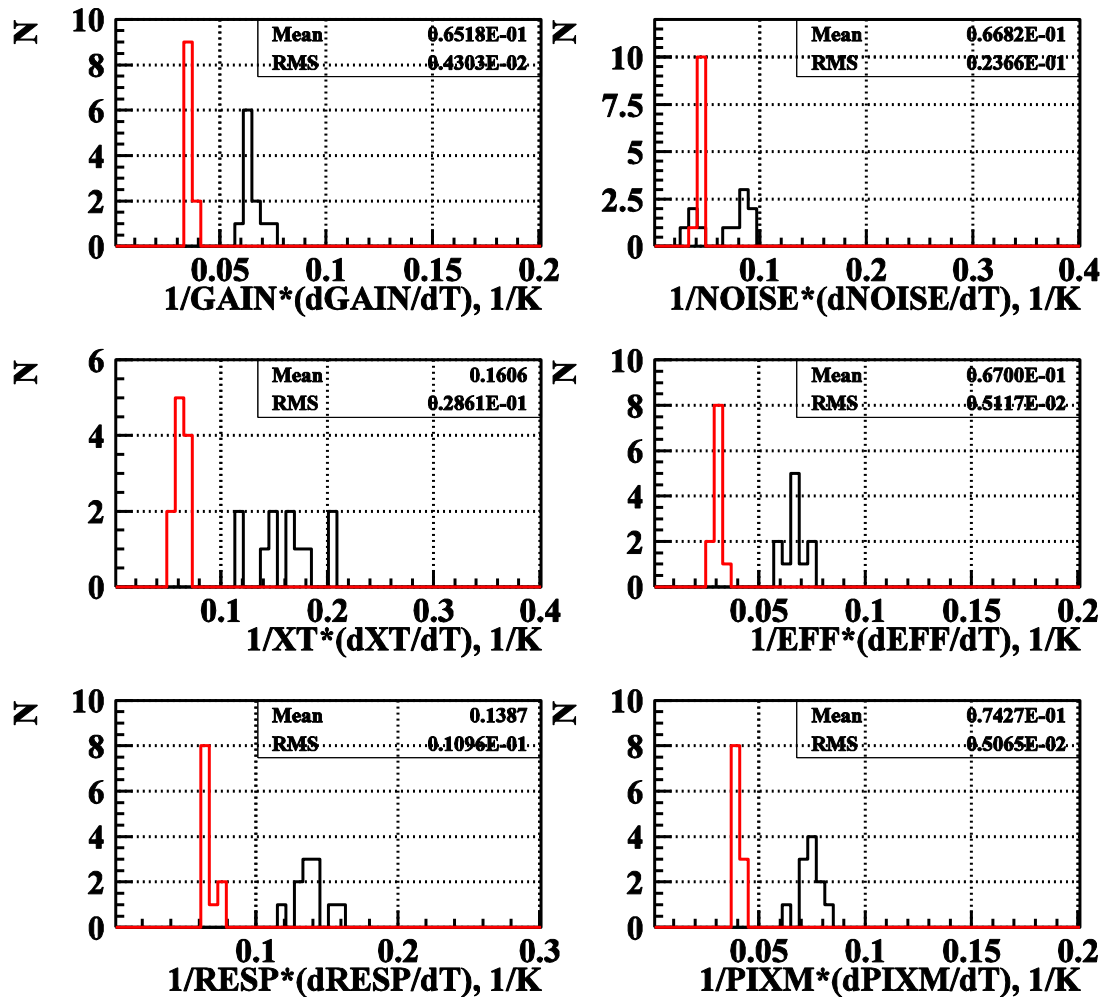 N
10
8
6
4
2
0
Mean 0.6518E-01
RMS 0.4303E-02
0.05 0.1 0.15 0.2
1/GAIN*(dGAIN/dT), 1/K
N
10
7.5
5
2.5
0
Mean 0.6682E-01
RMS 0.2366E-01
0.1 0.2 0.3 0.4
1/NOISE*(dNOISE/dT), 1/K
N
6
4
2
0
Mean 0.1606
RMS 0.2861E-01
0.1 0.2 0.3 0.4
1/XT*(dXT/dT), 1/K
N
10
8
6
4
2
0
Mean 0.6700E-01
RMS 0.5117E-02
0.05 0.1 0.15 0.2
1/EFF*(dEFF/dT), 1/K
N
10
8
6
4
2
0
Mean 0.1387
RMS 0.1096E-01
0.1 0.2 0.3
1/RESP*(dRESP/dT), 1/K
N
10
8
6
4
2
0
Mean 0.7427E-01
RMS 0.5065E-02
0.05 0.1 0.15 0.2
1/PIXM*(dPIXM/dT), 1/K